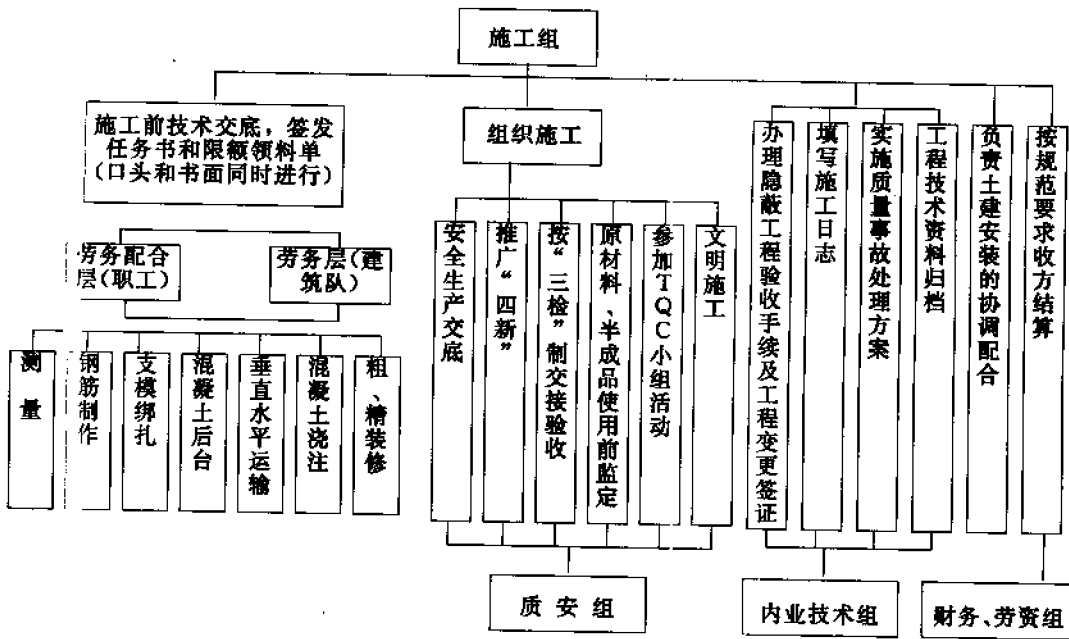 施工组
施工前技术交底，签发
任务书和限额领料单
（口头和书面同时进行）
组织施工
劳务配合
层（职工）
劳务层（建
筑队）
测量
钢筋制作
支模绑扎
混凝土后台
垂直水平运输
混凝土浇注
粗、精装修
安全生产交底
推广“四新”
按“三检”制交接验收
原材料、半成品使用前监定
参加TQC小组活动
文明施工
办理隐蔽工程验收手续及工程变更签证
填写施工日志
实施质量事故处理方案
工程技术资料归档
负责土建安装的协调配合
按规范要求收方结算
质安组
内业技术组
财务、劳资组